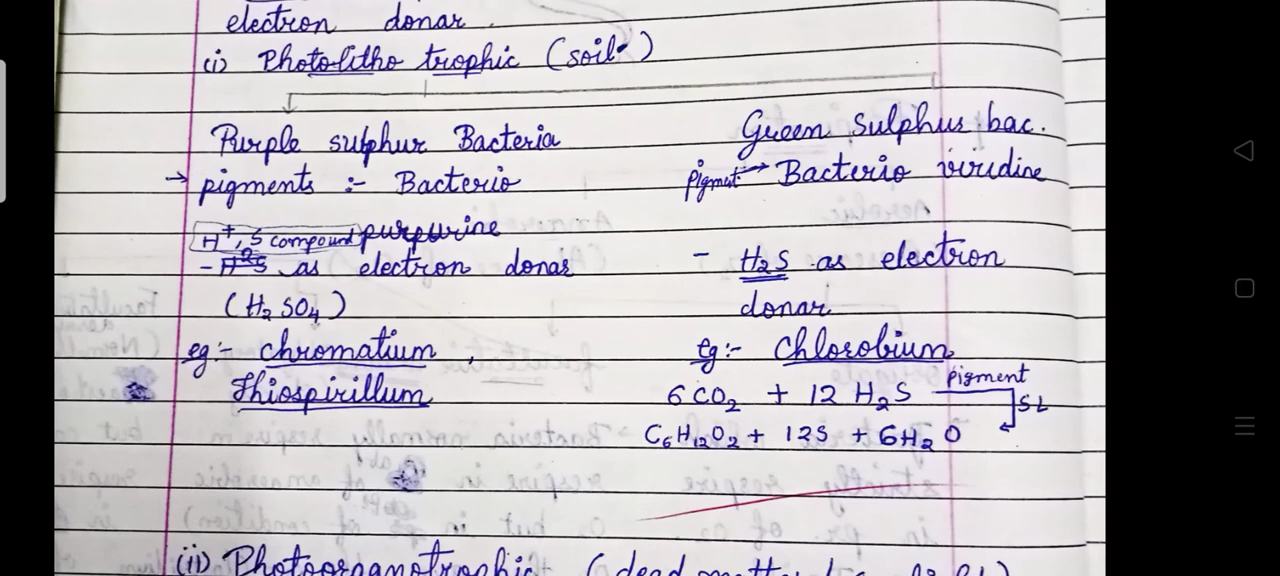 electron donar.
(i) Photolitho trophic (soil)
Purple sulphur Bacteria
→ pigments :- Bacterio
purpurine
H⁺, S compound
- H₂S as electron donar
(H₂SO₄)
eg:- chromatium,
Thiospirillum
Green Sulphur bac.
Pigment → Bacterio viridine
- H₂S as electron
donar
Eg:- Chlorobium
6CO₂ + 12 H₂S pigment
SL
C₆H₁₂O₂ + 12S + 6H₂O
(ii) Photoorganotrophic